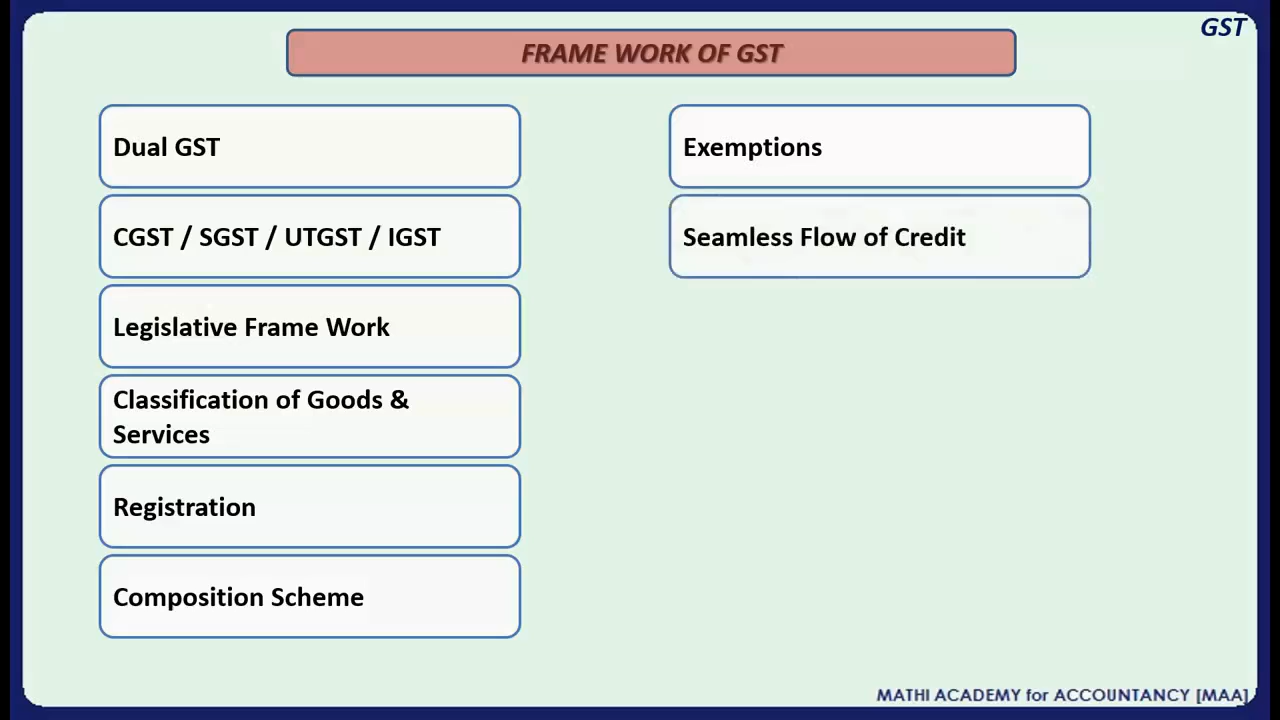 GST
FRAME WORK OF GST
Dual GST
CGST / SGST / UTGST / IGST
Legislative Frame Work
Classification of Goods &
Services
Registration
Composition Scheme
Exemptions
Seamless Flow of Credit
MATHI ACADEMY for ACCOUNTANCY [MAA]